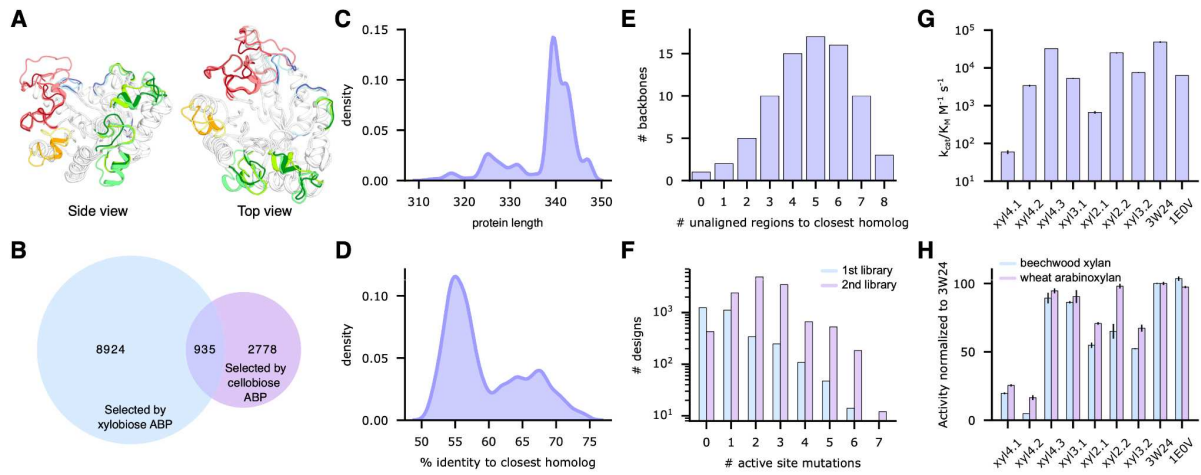 A
Side view
Top view
B
8924
935
2778
Selected by
cellobiose
ABP
Selected by
xylobiose ABP
C
density
0.15
0.10
0.05
0.00
310
320
330
340
350
protein length
D
density
0.10
0.05
0.00
50
55
60
65
70
75
% identity to closest homolog
E
# backbones
15
10
5
0
0
1
2
3
4
5
6
7
8
# unaligned regions to closest homolog
F
1st library
2nd library
# designs
10³
10²
10¹
0
1
2
3
4
5
6
7
# active site mutations
G
kcat/KM M⁻¹ s⁻¹
10⁵
10⁴
10³
10²
10¹
xyl4.1
xyl4.2
xyl4.3
xyl3.1
xyl2.1
xyl2.2
xyl3.2
3W24
1E0V
H
beechwood xylan
wheat arabinoxylan
Activity normalized to 3W24
100
50
0
xyl4.1
xyl4.2
xyl4.3
xyl3.1
xyl2.1
xyl2.2
xyl3.2
3W24
1E0V